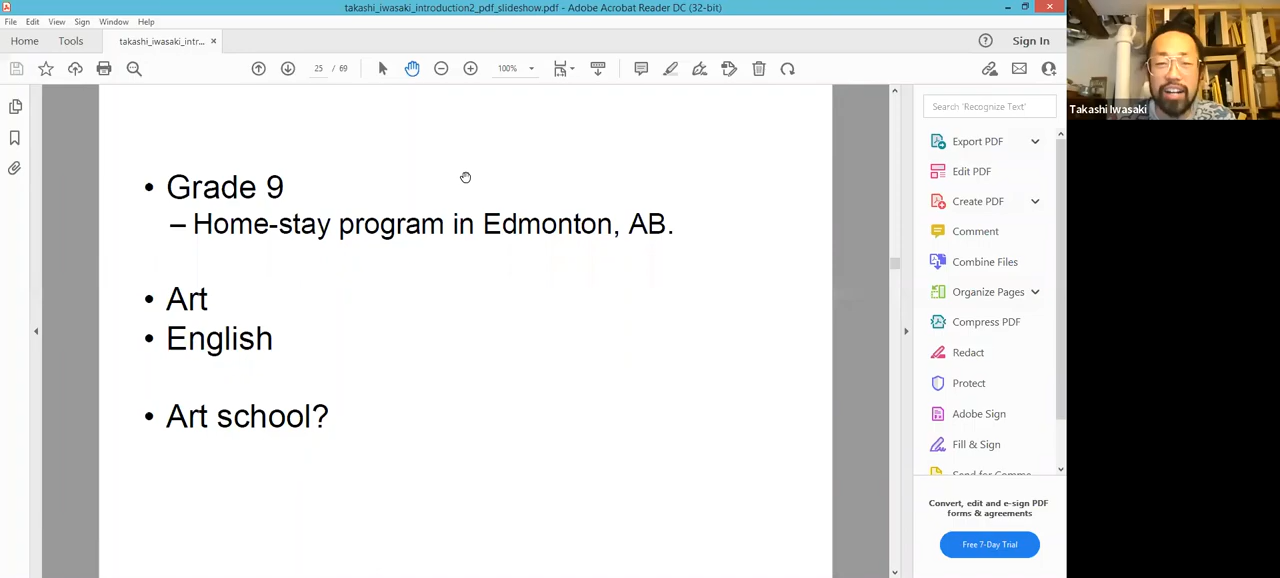 takashi_iwasaki_introduction2_pdf_slideshow.pdf - Adobe Acrobat Reader DC (32-bit)
File Edit View Sign Window Help
Home Tools takashi_iwasaki_intr... ×
Sign In
25 / 69
100%
• Grade 9
– Home-stay program in Edmonton, AB.
• Art
• English
• Art school?
Search 'Recognize Text'
Export PDF
Edit PDF
Create PDF
Comment
Combine Files
Organize Pages
Compress PDF
Redact
Protect
Adobe Sign
Fill & Sign
Convert, edit and e-sign PDF
forms & agreements
Free 7-Day Trial
Takashi Iwasaki